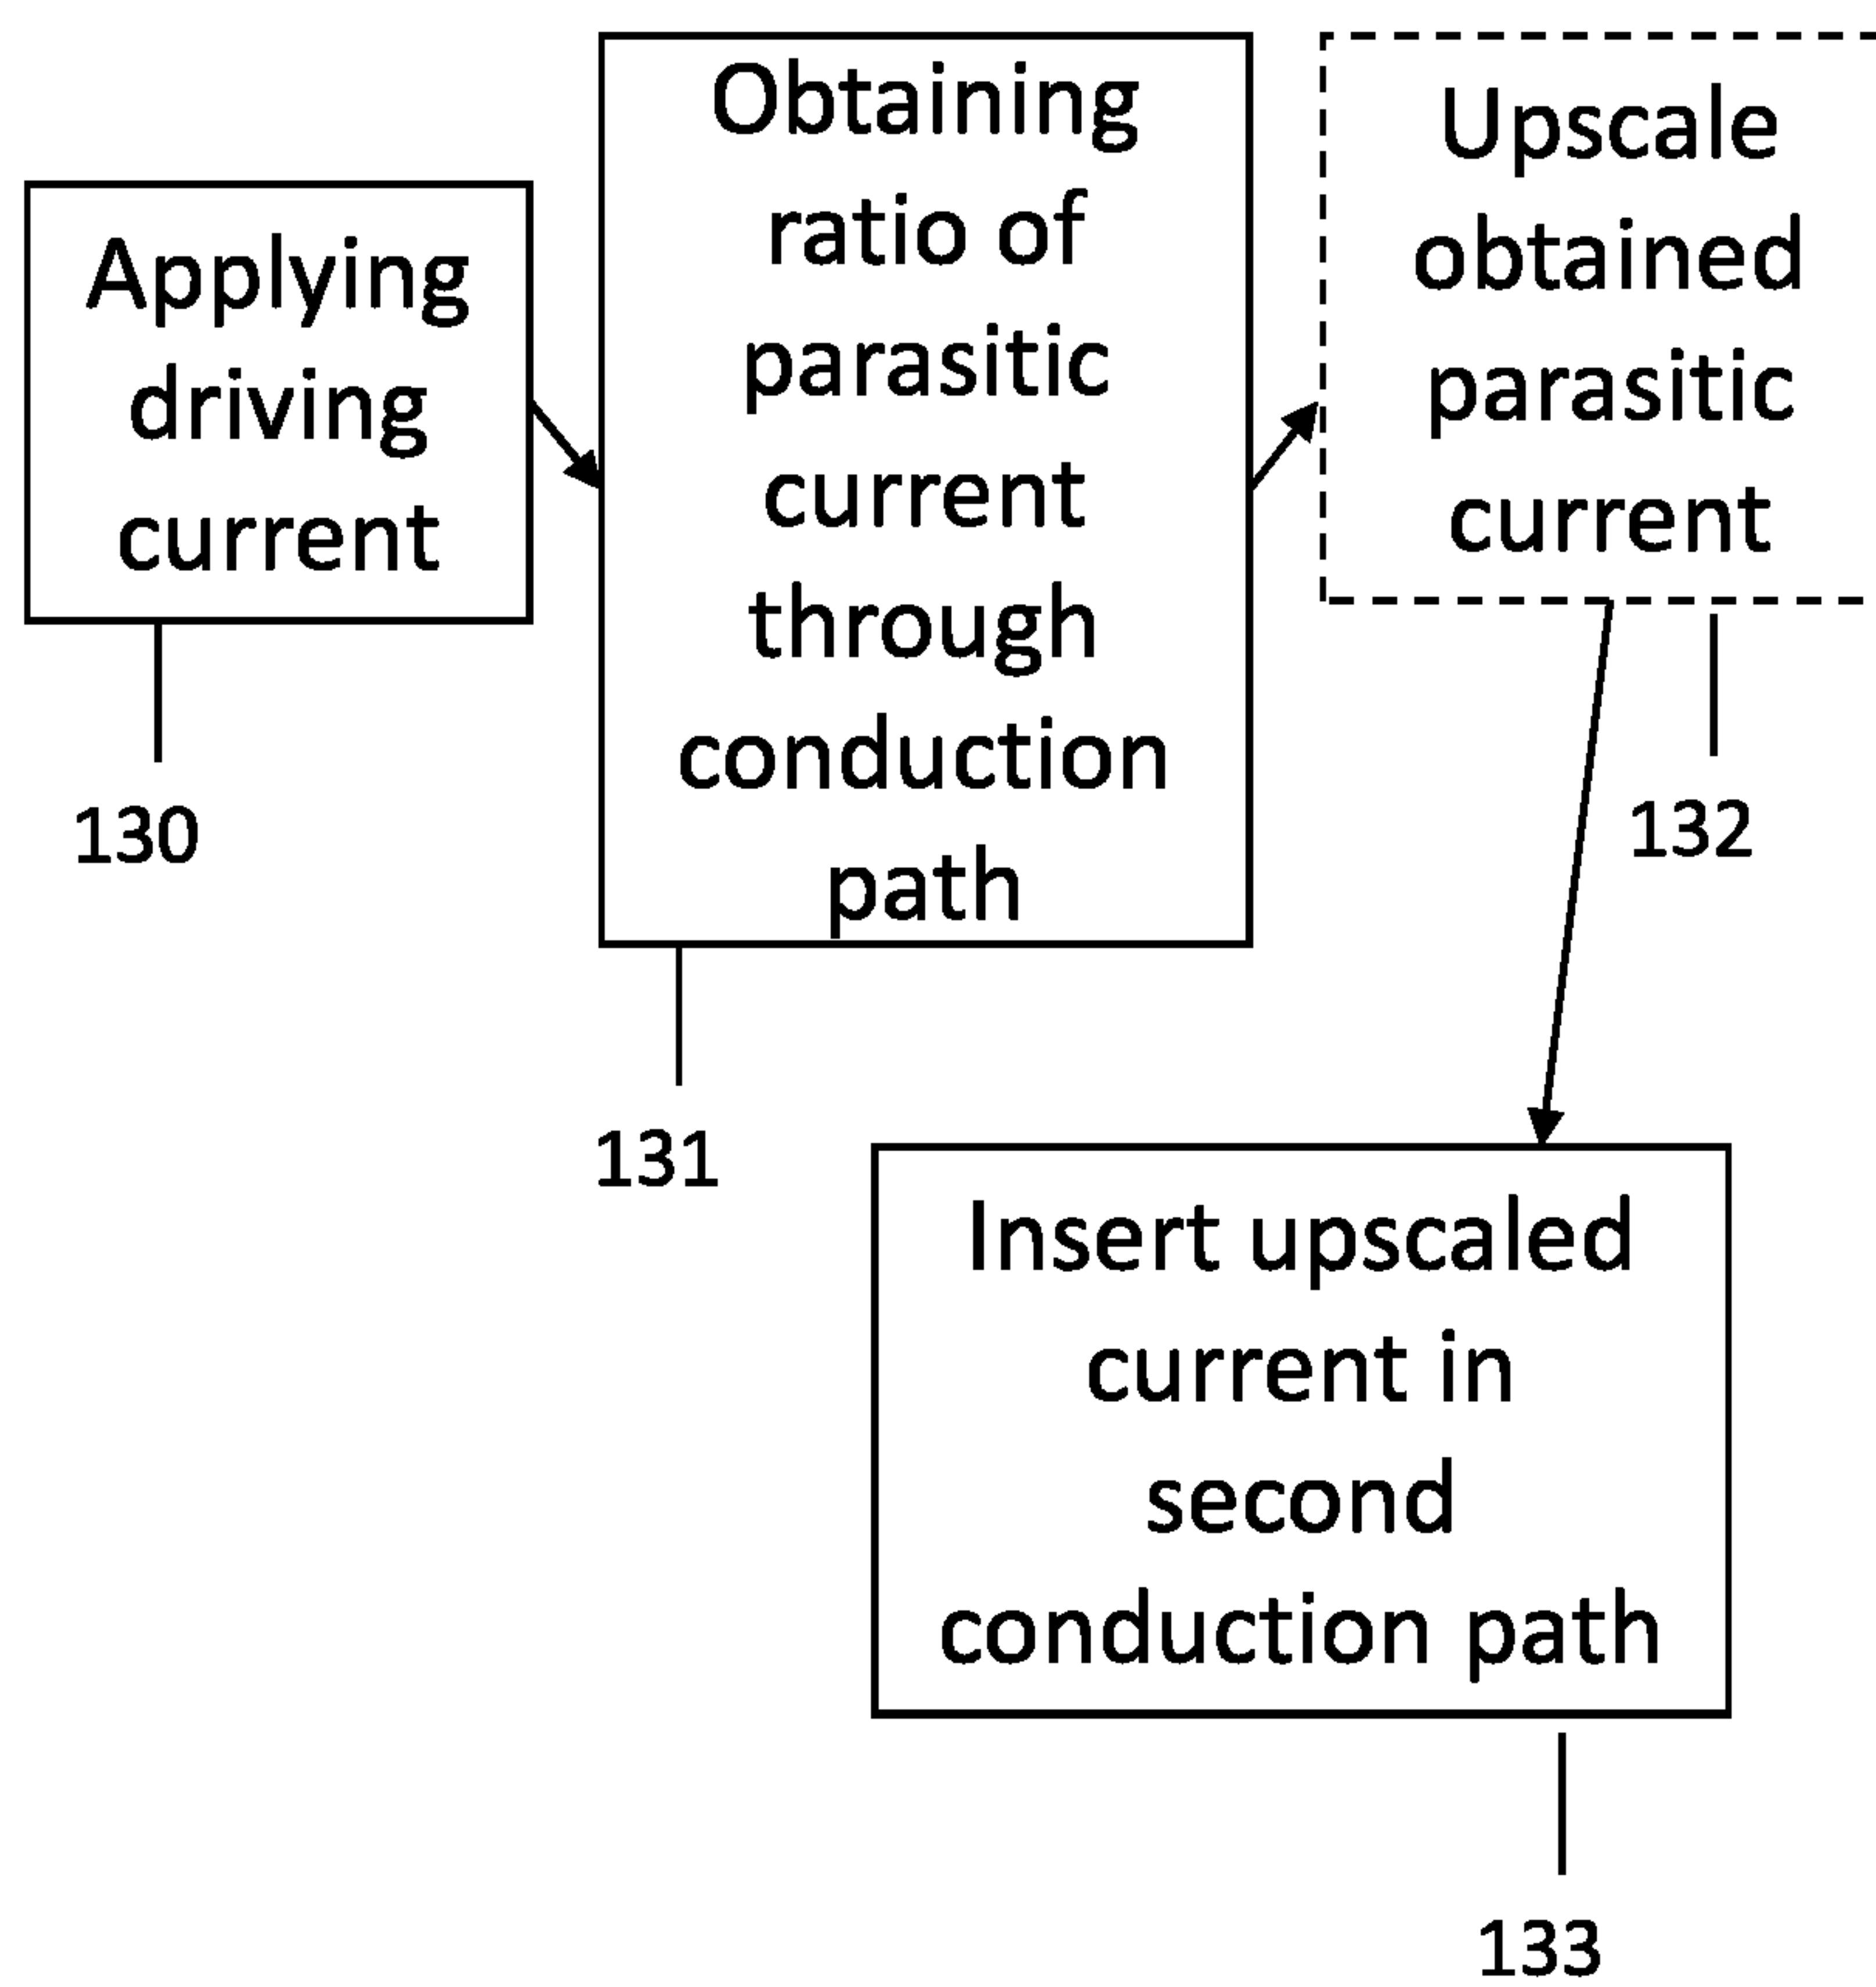 Applying
driving
current
130
Obtaining
ratio of
parasitic
current
through
conduction
path
131
Upscale
obtained
parasitic
current
132
Insert upscaled
current in
second
conduction path
133